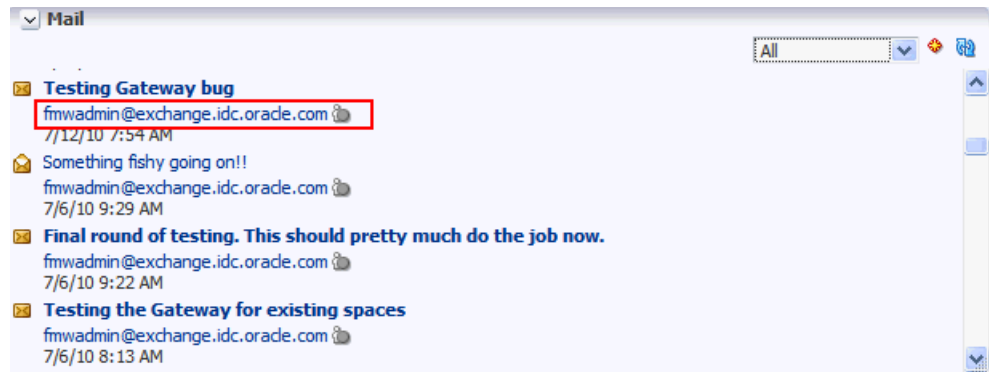 Mail
All
Testing Gateway bug
fmwadmin@exchange.idc.oracle.com
7/12/10 7:54 AM
Something fishy going on!!
fmwadmin@exchange.idc.oracle.com
7/6/10 9:29 AM
Final round of testing. This should pretty much do the job now.
fmwadmin@exchange.idc.oracle.com
7/6/10 9:22 AM
Testing the Gateway for existing spaces
fmwadmin@exchange.idc.oracle.com
7/6/10 8:13 AM